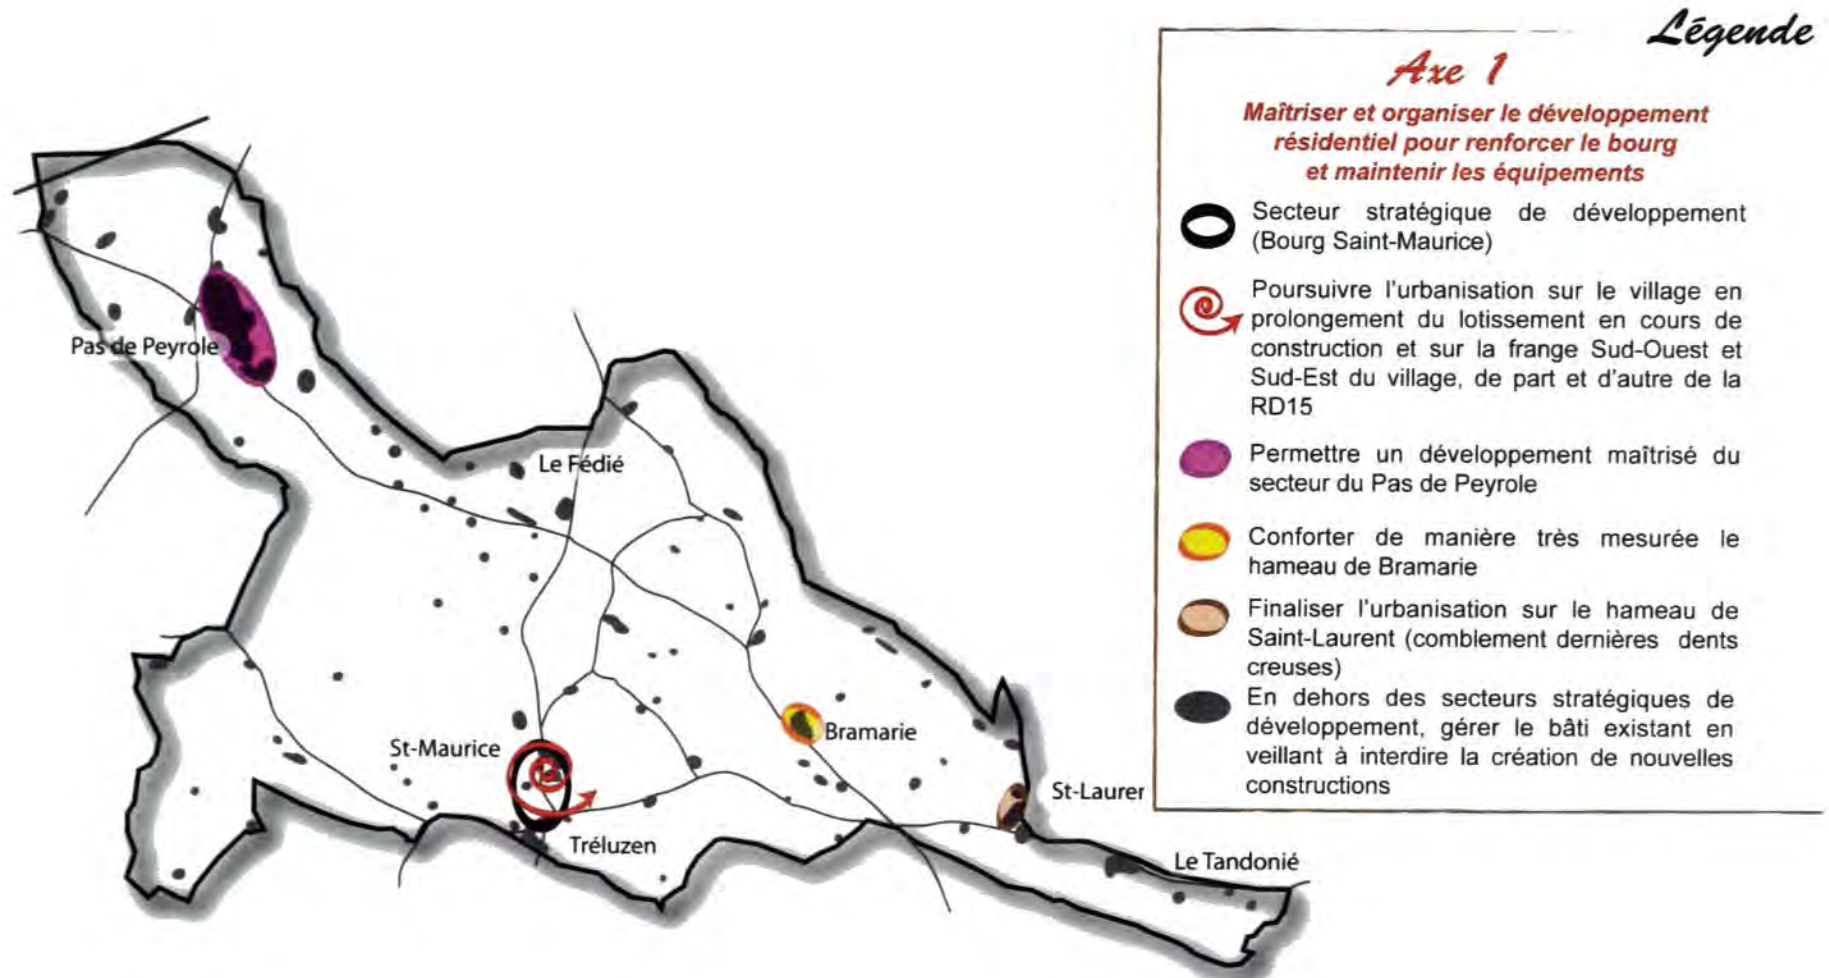 Légende
Axe 1
Maîtriser et organiser le développement
résidentiel pour renforcer le bourg
et maintenir les équipements
Secteur stratégique de développement
(Bourg Saint-Maurice)
Poursuivre l'urbanisation sur le village en
prolongement du lotissement en cours de
construction et sur la frange Sud-Ouest et
Sud-Est du village, de part et d'autre de la
RD15
Permettre un développement maîtrisé du
secteur du Pas de Peyrole
Conforter de manière très mesurée le
hameau de Bramarie
Finaliser l'urbanisation sur le hameau de
Saint-Laurent (comblement dernières dents
creuses)
En dehors des secteurs stratégiques de
développement, gérer le bâti existant en
veillant à interdire la création de nouvelles
constructions
Pas de Peyrole
Le Fédié
St-Maurice
Bramarie
St-Laurer
Tréluzen
Le Tandonié